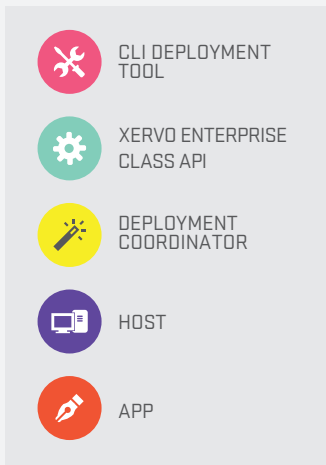 CLI DEPLOYMENT
TOOL
XERVO ENTERPRISE
CLASS API
DEPLOYMENT
COORDINATOR
HOST
APP